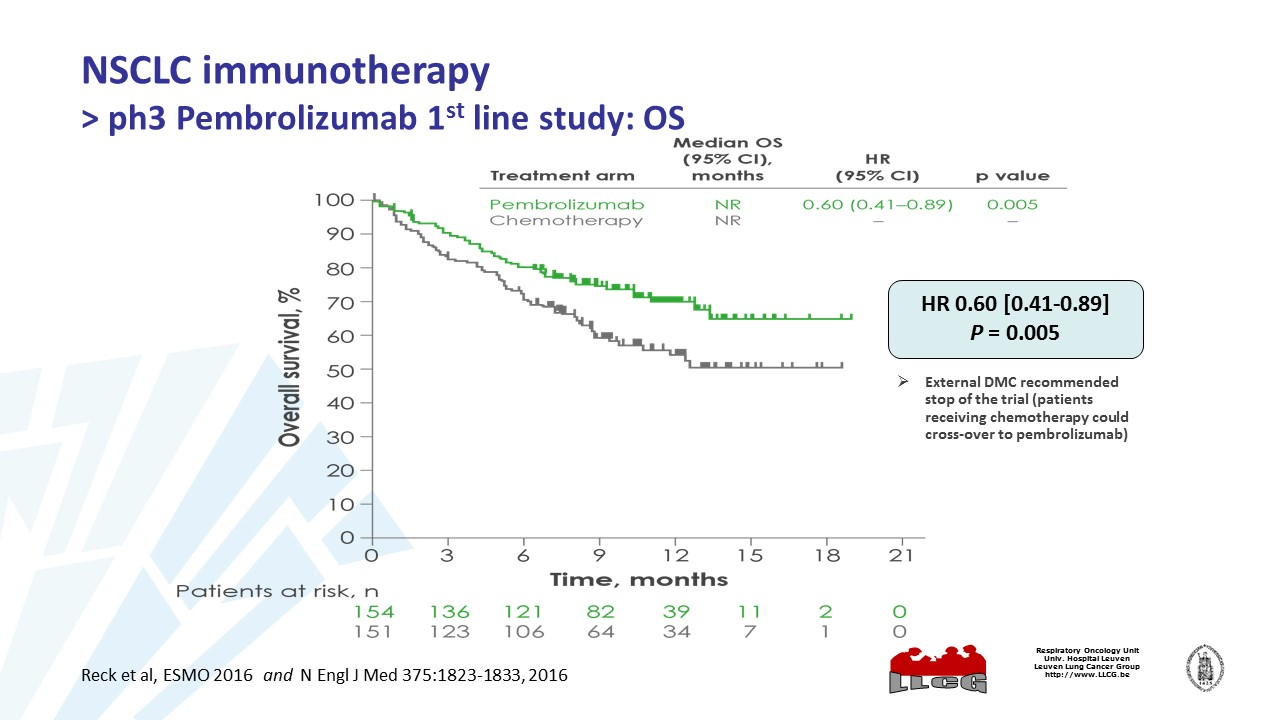 NSCLC immunotherapy
> ph3 Pembrolizumab 1st line study: OS
Median OS
(95% CI),
months
HR
(95% CI)
Treatment arm
p value
Pembrolizumab NR 0.60 (0.41–0.89) 0.005
Chemotherapy NR – –
Overall survival, %
100
90
80
70
60
50
40
30
20
10
0
0 3 6 9 12 15 18 21
Time, months
Patients at risk, n
154 136 121 82 39 11 2 0
151 123 106 64 34 7 1 0
HR 0.60 [0.41-0.89]
P = 0.005
External DMC recommended
stop of the trial (patients
receiving chemotherapy could
cross-over to pembrolizumab)
Reck et al, ESMO 2016 and N Engl J Med 375:1823-1833, 2016
LLCG
Respiratory Oncology Unit
Univ. Hospital Leuven
Leuven Lung Cancer Group
http://www.LLCG.be